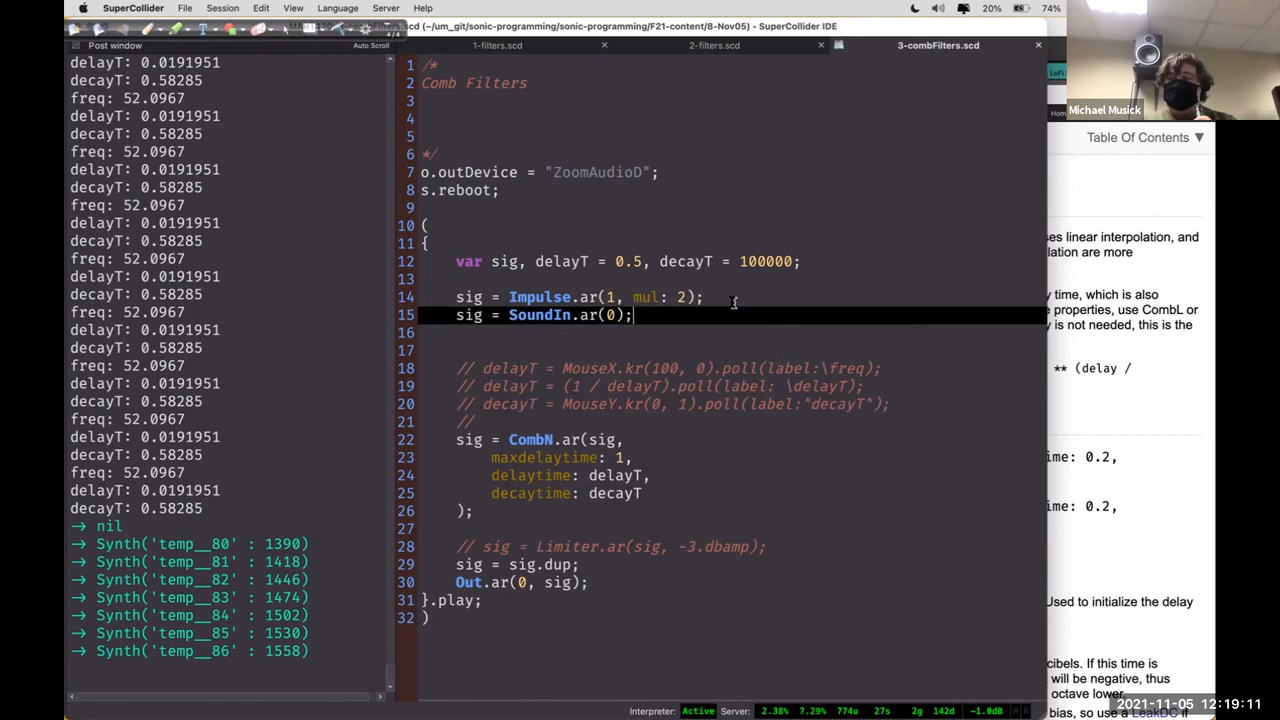 SuperCollider File Session Edit View Language Server Help 20% 74%
combFilters.scd (~/um_git/sonic-programming/sonic-programming/F21-content/8-Nov05) - SuperCollider IDE
Post window Auto Scroll 1-filters.scd 2-filters.scd 3-combFilters.scd
Michael Musick
Table Of Contents ▼
delayT: 0.0191951
decayT: 0.58285
freq: 52.0967
delayT: 0.0191951
decayT: 0.58285
freq: 52.0967
delayT: 0.0191951
decayT: 0.58285
freq: 52.0967
delayT: 0.0191951
decayT: 0.58285
freq: 52.0967
delayT: 0.0191951
decayT: 0.58285
freq: 52.0967
delayT: 0.0191951
decayT: 0.58285
freq: 52.0967
delayT: 0.0191951
decayT: 0.58285
freq: 52.0967
delayT: 0.0191951
decayT: 0.58285
freq: 52.0967
delayT: 0.0191951
decayT: 0.58285
-> nil
-> Synth('temp__80' : 1390)
-> Synth('temp__81' : 1418)
-> Synth('temp__82' : 1446)
-> Synth('temp__83' : 1474)
-> Synth('temp__84' : 1502)
-> Synth('temp__85' : 1530)
-> Synth('temp__86' : 1558)
1 /*
2 Comb Filters
3
4
5
6 */
7 o.outDevice = "ZoomAudioD";
8 s.reboot;
9
10 (
11 {
12 var sig, delayT = 0.5, decayT = 100000;
13
14 sig = Impulse.ar(1, mul: 2);
15 sig = SoundIn.ar(0);
16
17
18 // delayT = MouseX.kr(100, 0).poll(label:\freq);
19 // delayT = (1 / delayT).poll(label: \delayT);
20 // decayT = MouseY.kr(0, 1).poll(label:"decayT");
21 //
22 sig = CombN.ar(sig,
23 maxdelaytime: 1,
24 delaytime: delayT,
25 decaytime: decayT
26 );
27
28 // sig = Limiter.ar(sig, -3.dbamp);
29 sig = sig.dup;
30 Out.ar(0, sig);
31 }.play;
32 )
ses linear interpolation, and
lation are more
y time, which is also
e properties, use CombL or
y is not needed, this is the
** (delay /
ime: 0.2,
ime: 0.2,
Used to initialize the delay
cibels. If this time is
will be negative, thus
octave lower.
bias, so use a LeakDC if
Interpreter: Active Server: 2.38% 7.29% 774u 27s 2g 142d -1.0dB M R
2021-11-05 12:19:11